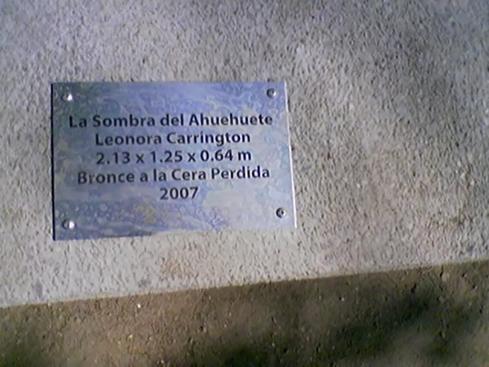 La Sombra del Ahuehuete
Leonora Carrington
2.13 x 1.25 x 0.64 m
Bronce a la Cera Perdida
2007